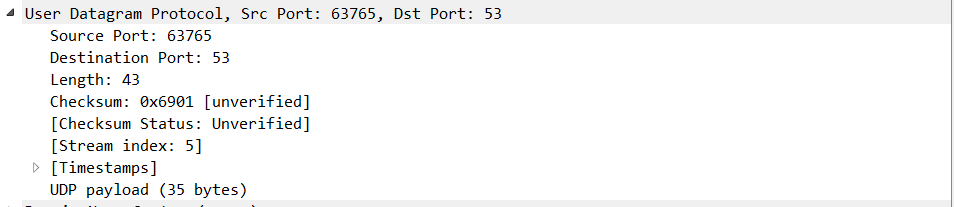 User Datagram Protocol, Src Port: 63765, Dst Port: 53
Source Port: 63765
Destination Port: 53
Length: 43
Checksum: 0x6901 [unverified]
[Checksum Status: Unverified]
[Stream index: 5]
[Timestamps]
UDP payload (35 bytes)